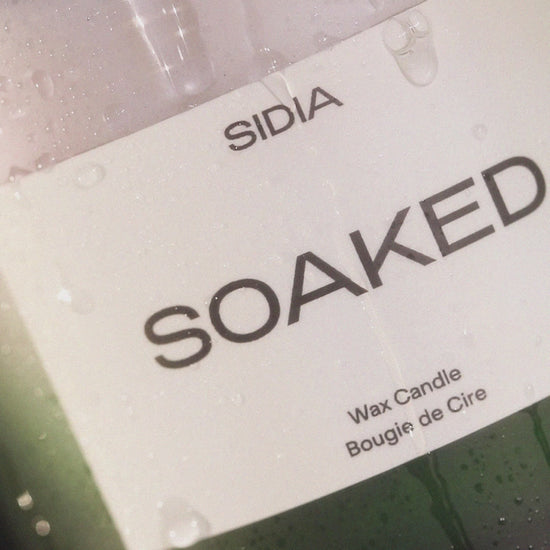 SIDIA
SOAKED
Wax Candle
Bougie de Cire